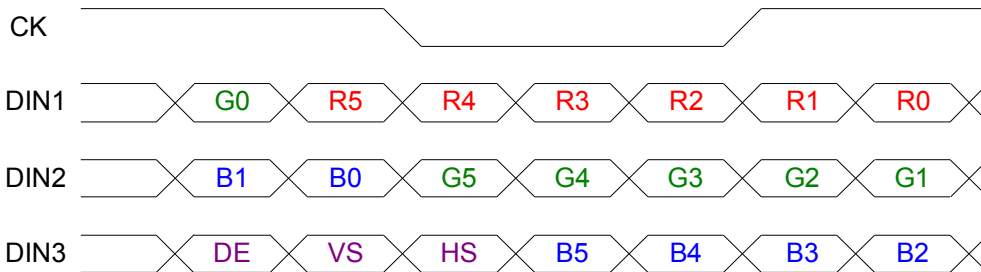 CK
DIN1 G0 R5 R4 R3 R2 R1 R0
DIN2 B1 B0 G5 G4 G3 G2 G1
DIN3 DE VS HS B5 B4 B3 B2